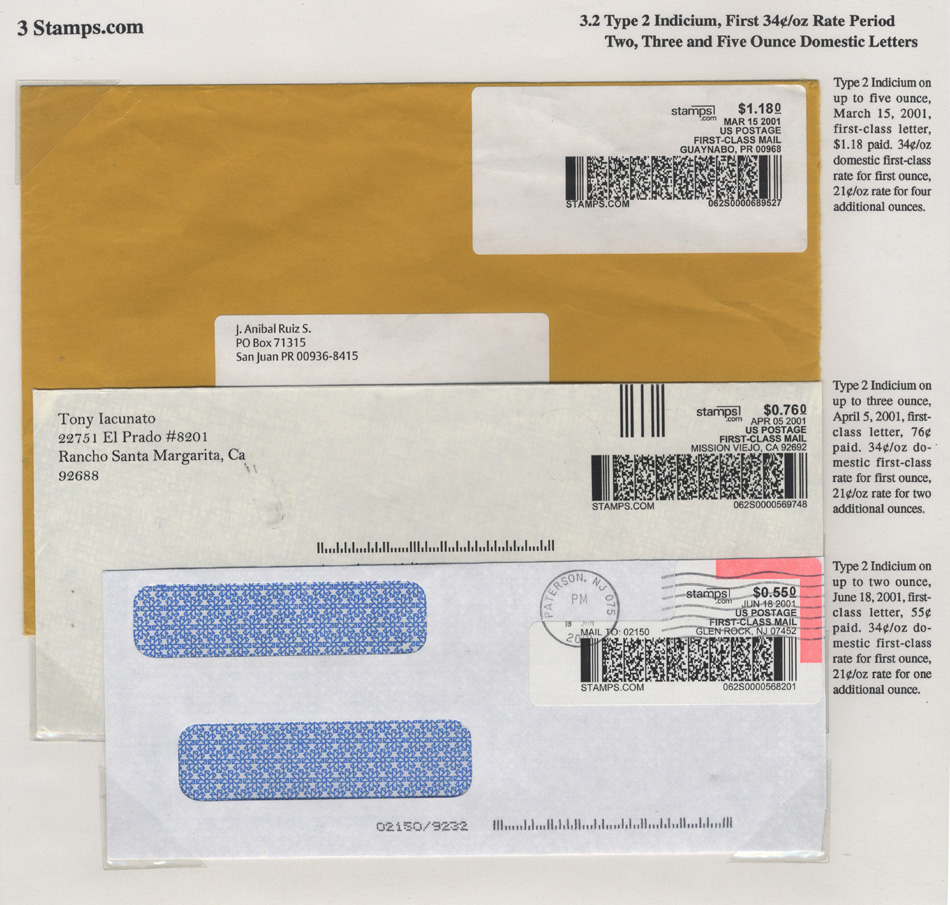 3 Stamps.com
3.2 Type 2 Indicium, First 34¢/oz Rate Period
Two, Three and Five Ounce Domestic Letters
stamps.com $1.180
MAR 15 2001
US POSTAGE
FIRST-CLASS MAIL
GUAYNABO, PR 00968
STAMPS.COM 062S0000689527
Type 2 Indicium on
up to five ounce,
March 15, 2001,
first-class letter,
$1.18 paid. 34¢/oz
domestic first-class
rate for first ounce,
21¢/oz rate for four
additional ounces.
J. Anibal Ruiz S.
PO Box 71315
San Juan PR 00936-8415
Tony Iacunato
22751 El Prado #8201
Rancho Santa Margarita, Ca
92688
stamps.com $0.760
APR 05 2001
US POSTAGE
FIRST-CLASS MAIL
MISSION VIEJO, CA 92692
STAMPS.COM 062S0000569748
Type 2 Indicium on
up to three ounce,
April 5, 2001, first-
class letter, 76¢
paid. 34¢/oz do-
mestic first-class
rate for first ounce,
21¢/oz rate for two
additional ounces.
PATERSON, NJ 075
PM
18 JUN
stamps.com $0.550
JUN 18 2001
US POSTAGE
FIRST-CLASS MAIL
MAIL TO: 02150 GLEN ROCK, NJ 07452
STAMPS.COM 062S0000568201
Type 2 Indicium on
up to two ounce,
June 18, 2001, first-
class letter, 55¢
paid. 34¢/oz do-
mestic first-class
rate for first ounce,
21¢/oz rate for one
additional ounce.
02150/9232